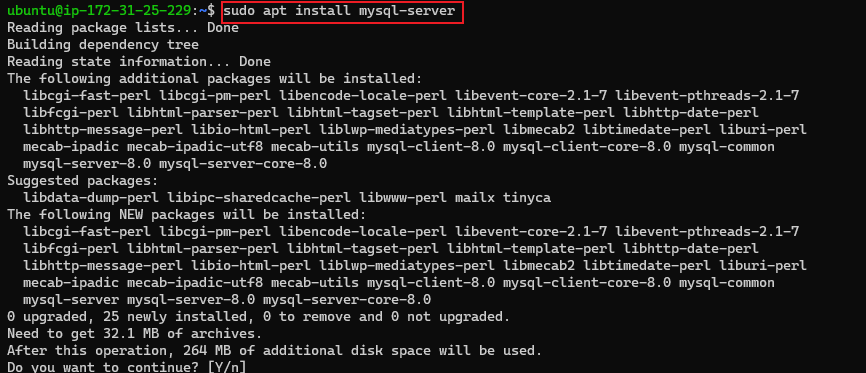 ubuntu@ip-172-31-25-229:~$ sudo apt install mysql-server
Reading package lists... Done
Building dependency tree
Reading state information... Done
The following additional packages will be installed:
  libcgi-fast-perl libcgi-pm-perl libencode-locale-perl libevent-core-2.1-7 libevent-pthreads-2.1-7
  libfcgi-perl libhtml-parser-perl libhtml-tagset-perl libhtml-template-perl libhttp-date-perl
  libhttp-message-perl libio-html-perl liblwp-mediatypes-perl libmecab2 libtimedate-perl liburi-perl
  mecab-ipadic mecab-ipadic-utf8 mecab-utils mysql-client-8.0 mysql-client-core-8.0 mysql-common
  mysql-server-8.0 mysql-server-core-8.0
Suggested packages:
  libdata-dump-perl libipc-sharedcache-perl libwww-perl mailx tinyca
The following NEW packages will be installed:
  libcgi-fast-perl libcgi-pm-perl libencode-locale-perl libevent-core-2.1-7 libevent-pthreads-2.1-7
  libfcgi-perl libhtml-parser-perl libhtml-tagset-perl libhtml-template-perl libhttp-date-perl
  libhttp-message-perl libio-html-perl liblwp-mediatypes-perl libmecab2 libtimedate-perl liburi-perl
  mecab-ipadic mecab-ipadic-utf8 mecab-utils mysql-client-8.0 mysql-client-core-8.0 mysql-common
  mysql-server mysql-server-8.0 mysql-server-core-8.0
0 upgraded, 25 newly installed, 0 to remove and 0 not upgraded.
Need to get 32.1 MB of archives.
After this operation, 264 MB of additional disk space will be used.
Do you want to continue? [Y/n]